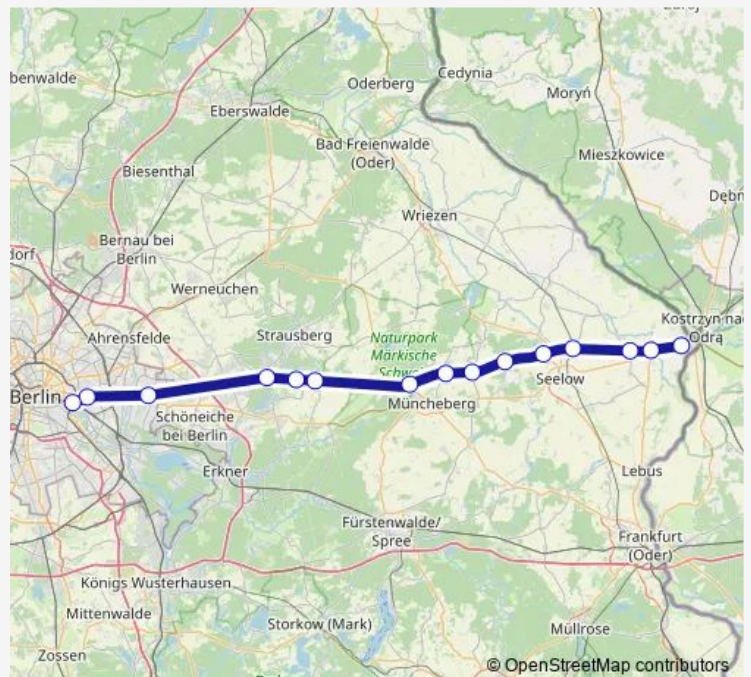 Cedynia
benwalde
Oderberg
Moryń
Eberswalde
Bad Freienwalde
(Oder)
Mieszkowice
Biesenthal
Dębn
Wriezen
Bernau bei
Berlin
dorf
Werneuchen
Kostrzyn nad
Odrą
Ahrensfelde
Strausberg
Naturpark
Märkische
Schwei
Seelow
Berlin
Müncheberg
Schöneiche
bei Berlin
Erkner
Lebus
Fürstenwalde/
Spree
Frankfurt
(Oder)
Königs Wusterhausen
Mittenwalde
Storkow (Mark)
Müllrose
Zossen
© OpenStreetMap contributors